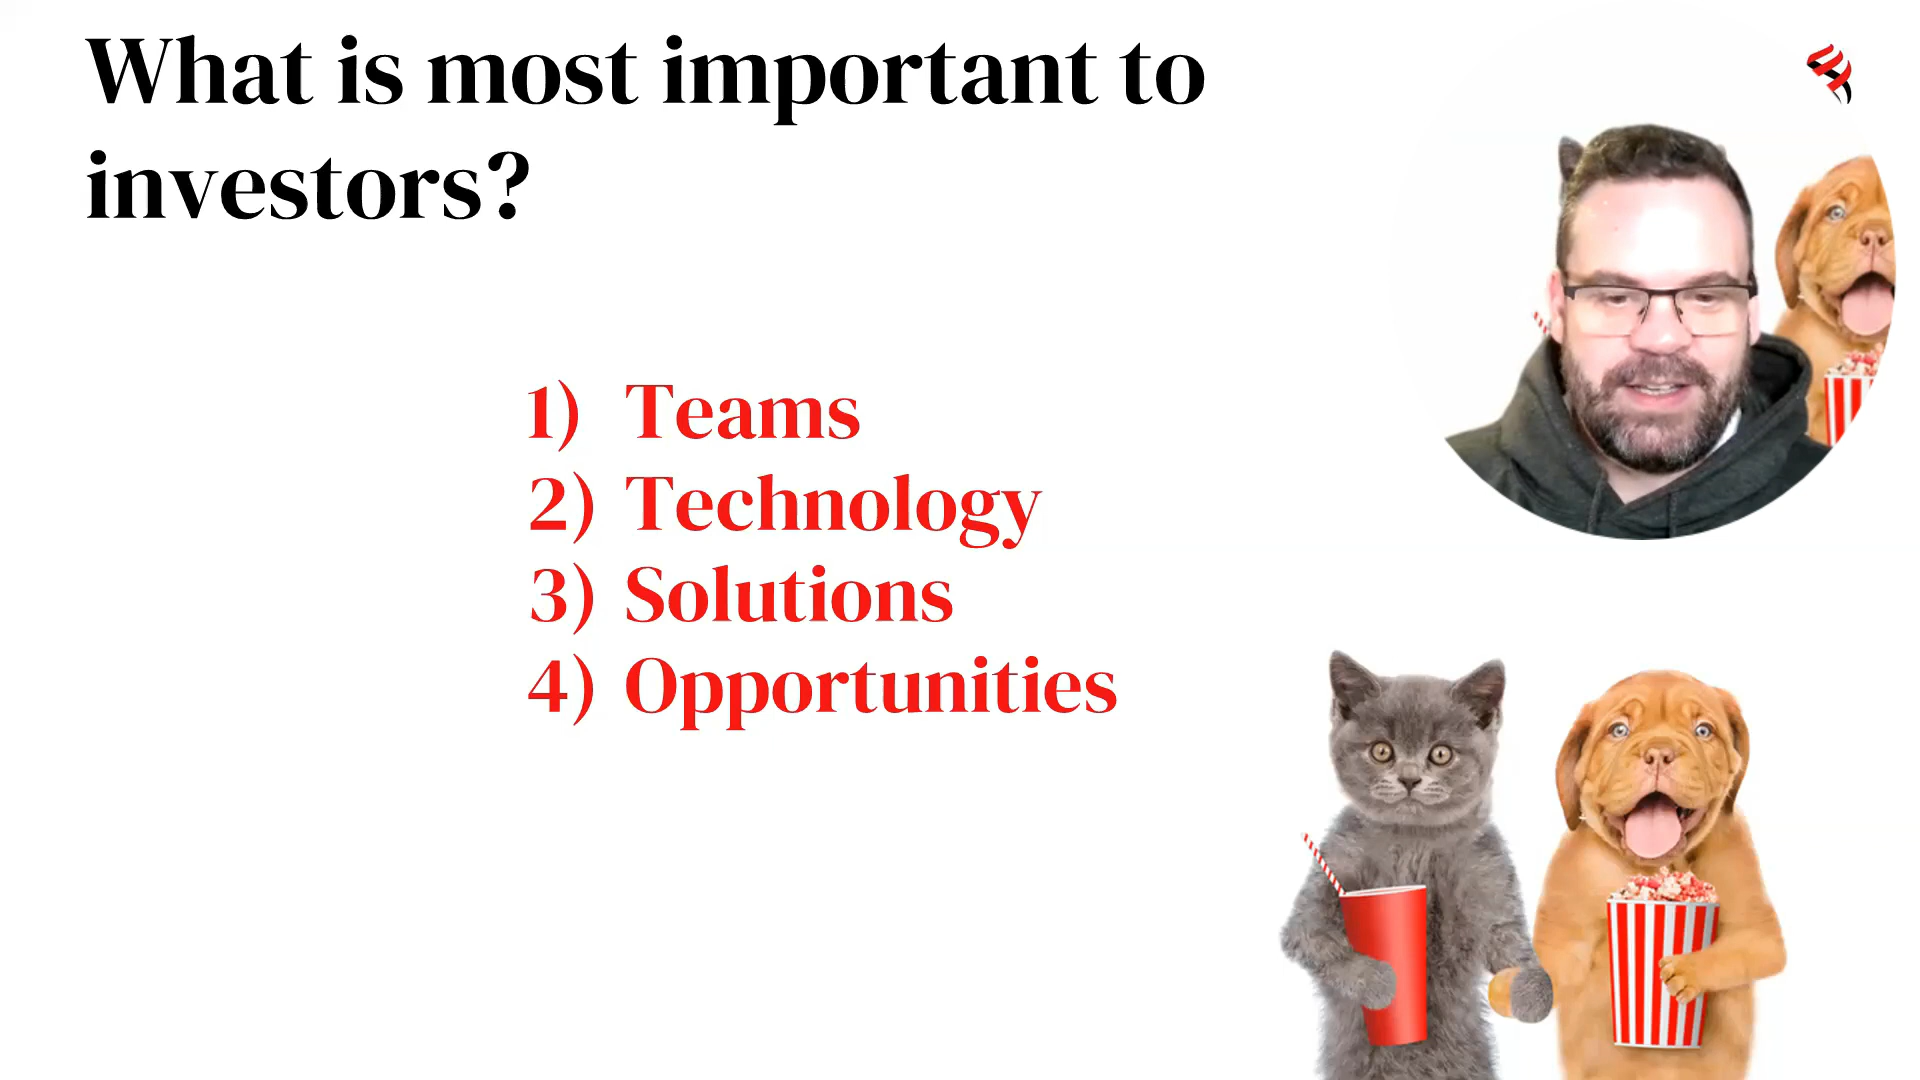 What is most important to
investors?
1) Teams
2) Technology
3) Solutions
4) Opportunities